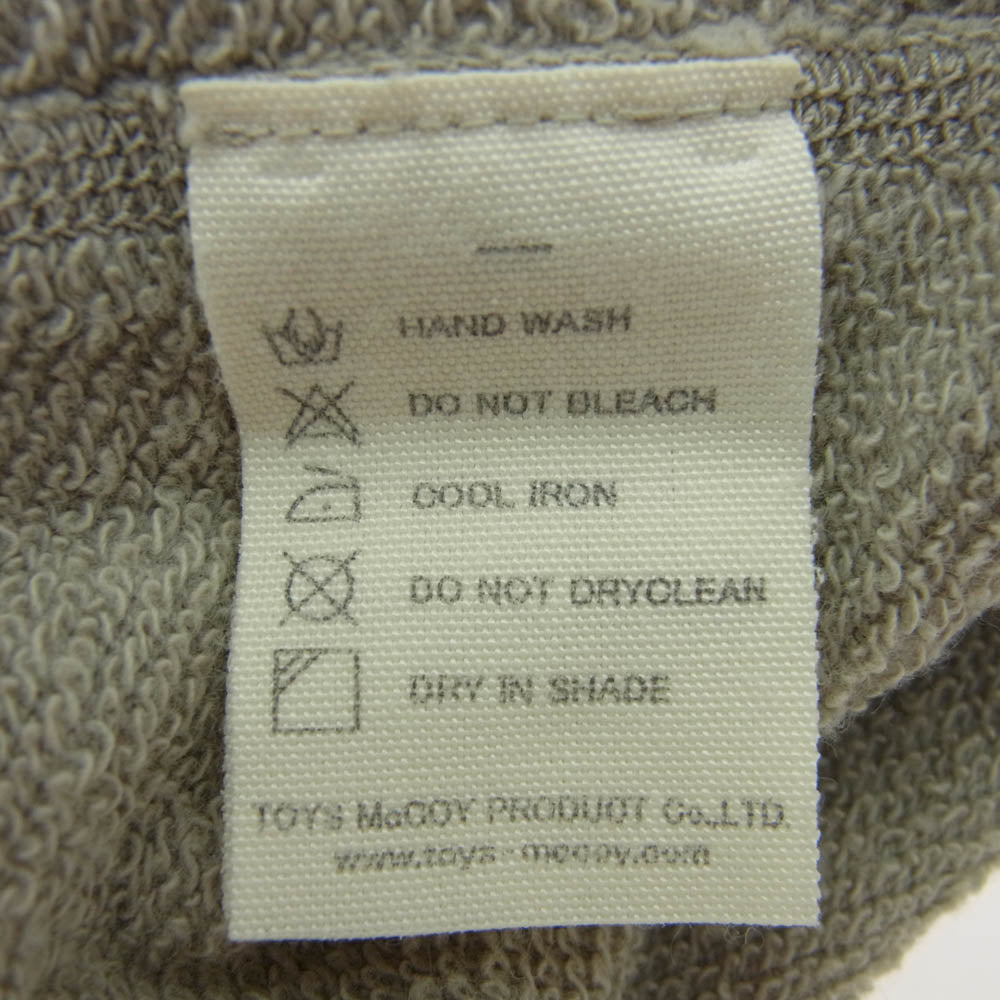 HAND WASH
DO NOT BLEACH
COOL IRON
DO NOT DRYCLEAN
DRY IN SHADE
TOYS McCOY PRODUCT Co.,LTD.
www.toys-mccoy.com